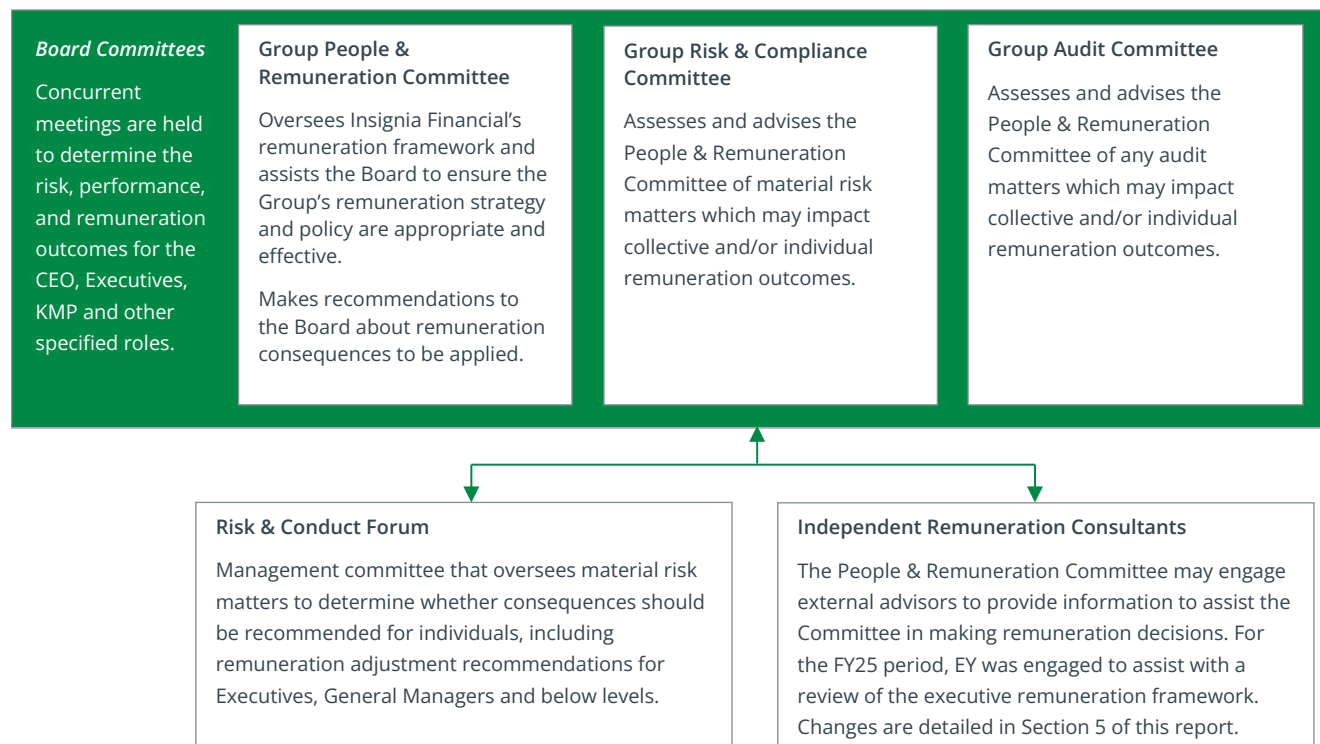 Board Committees
Concurrent
meetings are held
to determine the
risk, performance,
and remuneration
outcomes for the
CEO, Executives,
KMP and other
specified roles.
Group People &
Remuneration Committee
Oversees Insignia Financial's
remuneration framework and
assists the Board to ensure the
Group's remuneration strategy
and policy are appropriate and
effective.
Makes recommendations to
the Board about remuneration
consequences to be applied.
Group Risk & Compliance
Committee
Assesses and advises the
People & Remuneration
Committee of material risk
matters which may impact
collective and/or individual
remuneration outcomes.
Group Audit Committee
Assesses and advises the
People & Remuneration
Committee of any audit
matters which may impact
collective and/or individual
remuneration outcomes.
Risk & Conduct Forum
Management committee that oversees material risk
matters to determine whether consequences should
be recommended for individuals, including
remuneration adjustment recommendations for
Executives, General Managers and below levels.
Independent Remuneration Consultants
The People & Remuneration Committee may engage
external advisors to provide information to assist the
Committee in making remuneration decisions. For
the FY25 period, EY was engaged to assist with a
review of the executive remuneration framework.
Changes are detailed in Section 5 of this report.